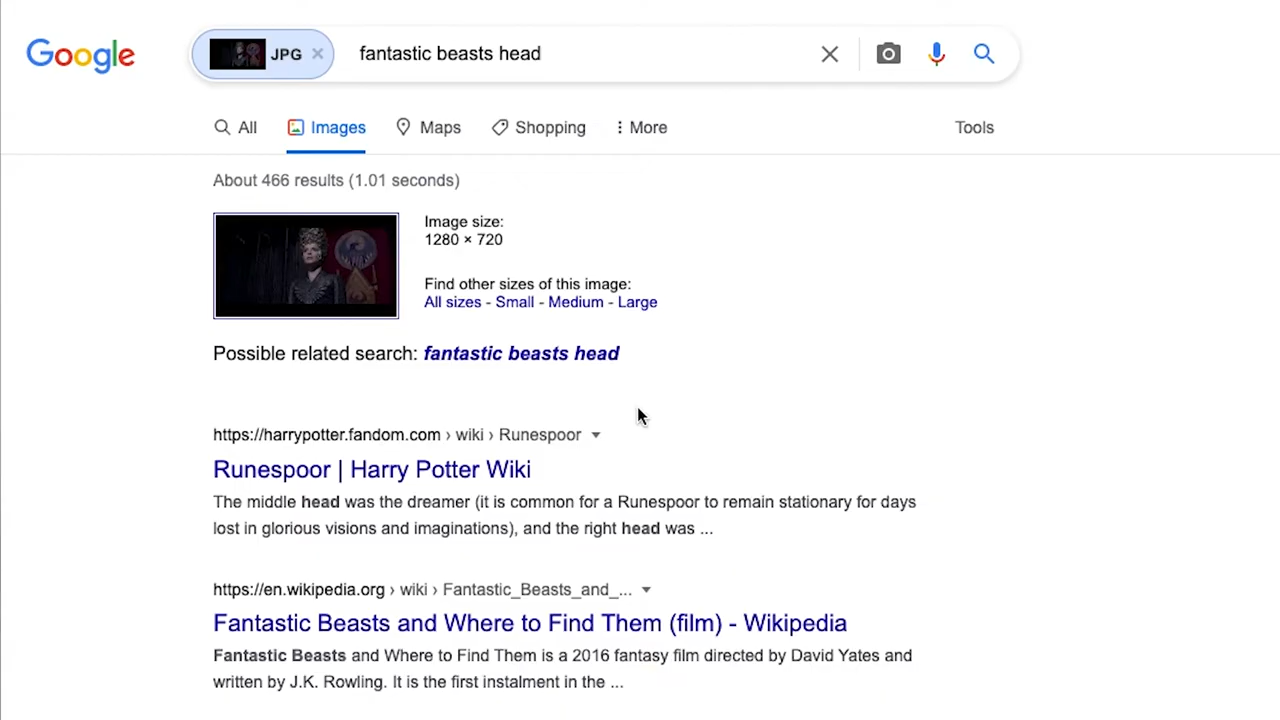 Google JPG × fantastic beasts head
All Images Maps Shopping More Tools
About 466 results (1.01 seconds)
Image size:
1280 × 720
Find other sizes of this image:
All sizes - Small - Medium - Large
Possible related search: fantastic beasts head
https://harrypotter.fandom.com › wiki › Runespoor
Runespoor | Harry Potter Wiki
The middle head was the dreamer (it is common for a Runespoor to remain stationary for days
lost in glorious visions and imaginations), and the right head was ...
https://en.wikipedia.org › wiki › Fantastic_Beasts_and_...
Fantastic Beasts and Where to Find Them (film) - Wikipedia
Fantastic Beasts and Where to Find Them is a 2016 fantasy film directed by David Yates and
written by J.K. Rowling. It is the first instalment in the ...